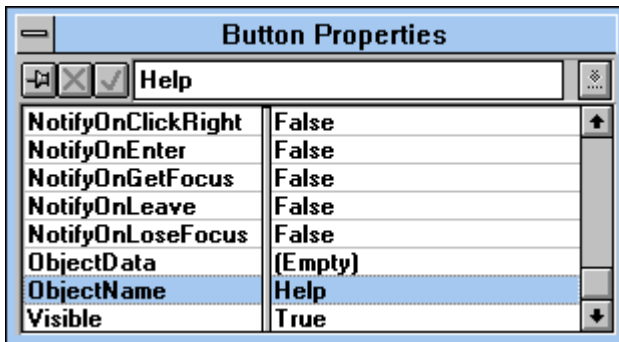 Button Properties
Help
NotifyOnClickRight False
NotifyOnEnter False
NotifyOnGetFocus False
NotifyOnLeave False
NotifyOnLoseFocus False
ObjectData (Empty)
ObjectName Help
Visible True